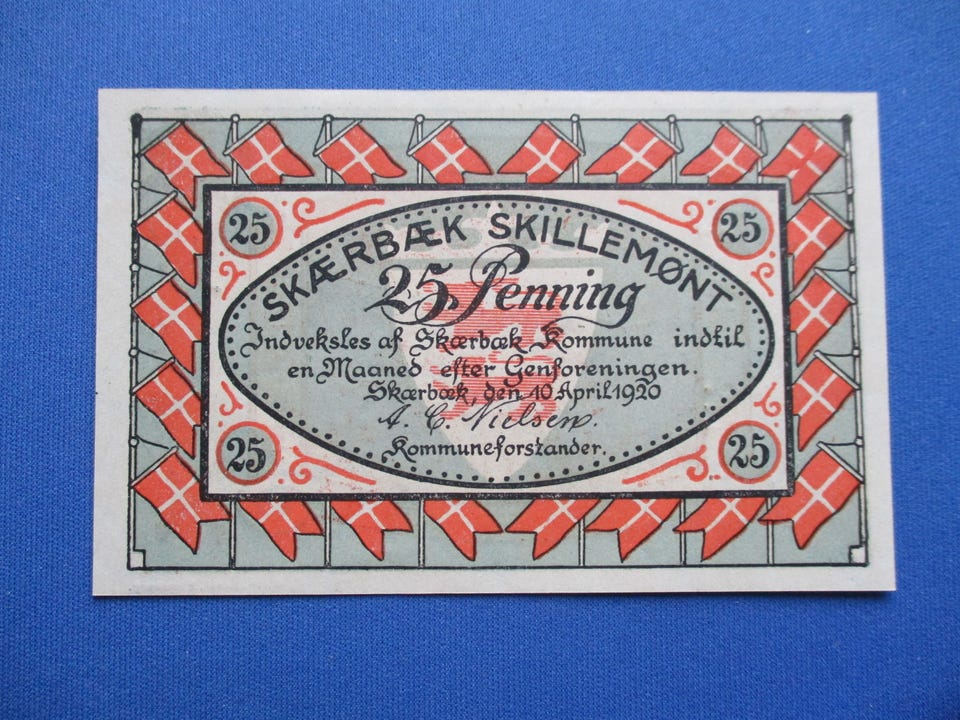 25 25
SKÆRBÆK SKILLEMØNT
25 Penning
Indveksles af Skærbæk Kommune indtil
en Maaned efter Genforeningen.
Skærbæk, den 10 April 1920
A. C. Nielsen.
Kommuneforstander.
25 25